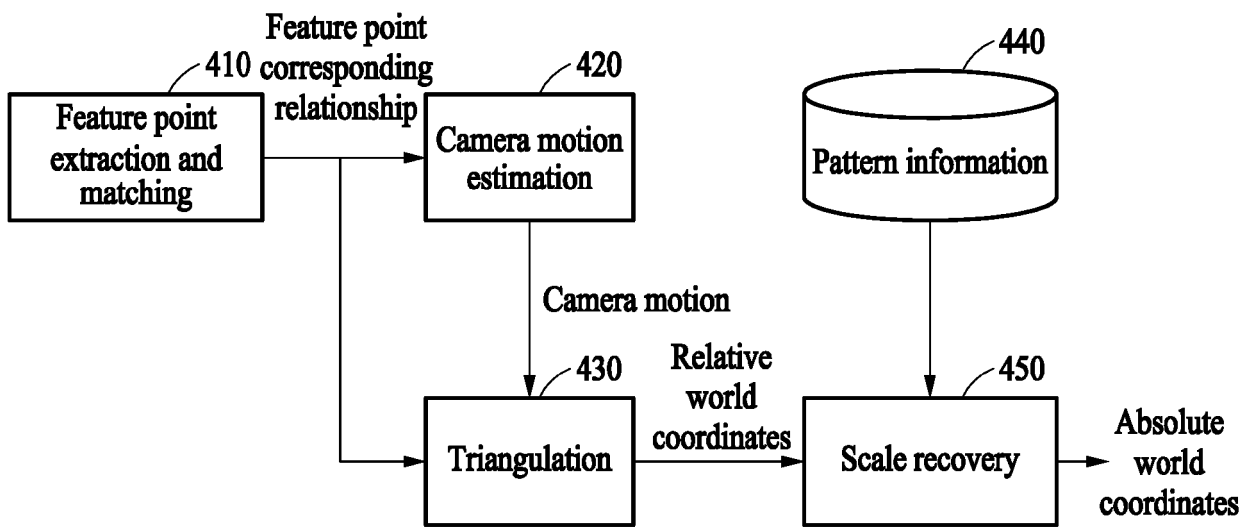 410
Feature point
extraction and
matching
Feature point
corresponding
relationship
420
Camera motion
estimation
440
Pattern information
Camera motion
430
Triangulation
Relative
world
coordinates
450
Scale recovery
Absolute
world
coordinates